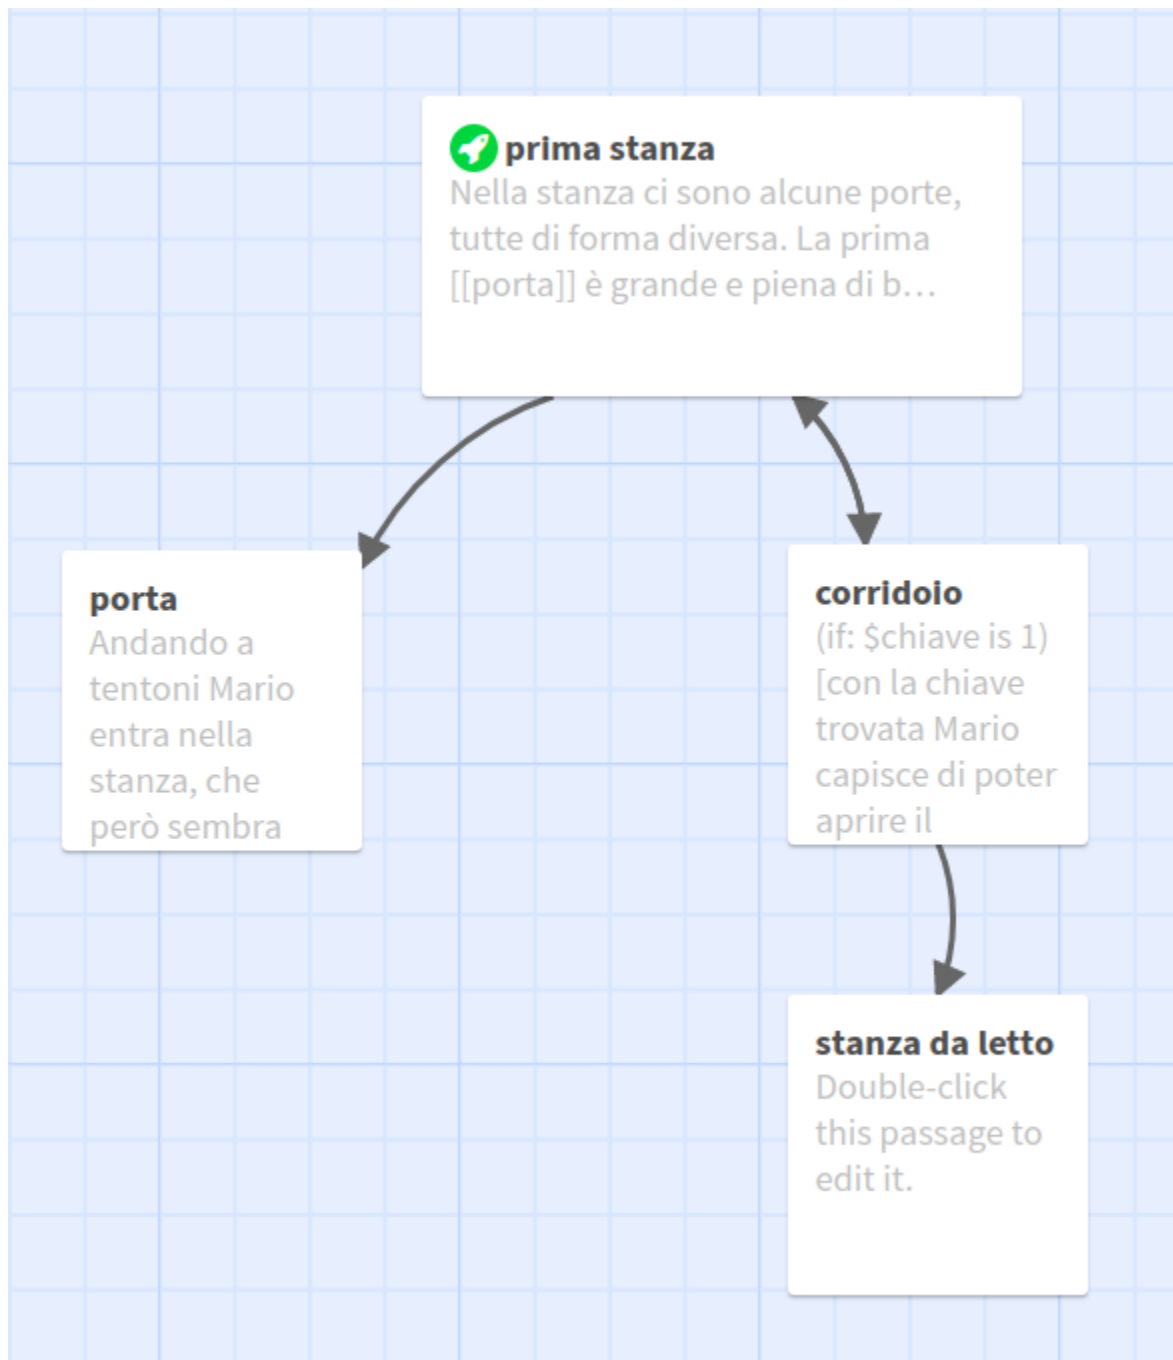 prima stanza
Nella stanza ci sono alcune porte,
tutte di forma diversa. La prima
[[porta]] è grande e piena di b…
porta
Andando a
tentoni Mario
entra nella
stanza, che
però sembra
corridoio
(if: $chiave is 1)
[con la chiave
trovata Mario
capisce di poter
aprire il
stanza da letto
Double-click
this passage to
edit it.